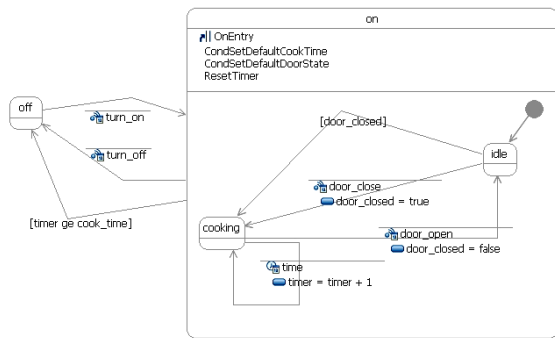 on
OnEntry
CondSetDefaultCookTime
CondSetDefaultDoorState
ResetTimer
off
turn_on
turn_off
[timer ge cook_time]
[door_closed]
idle
door_close
door_closed = true
cooking
door_open
door_closed = false
time
timer = timer + 1